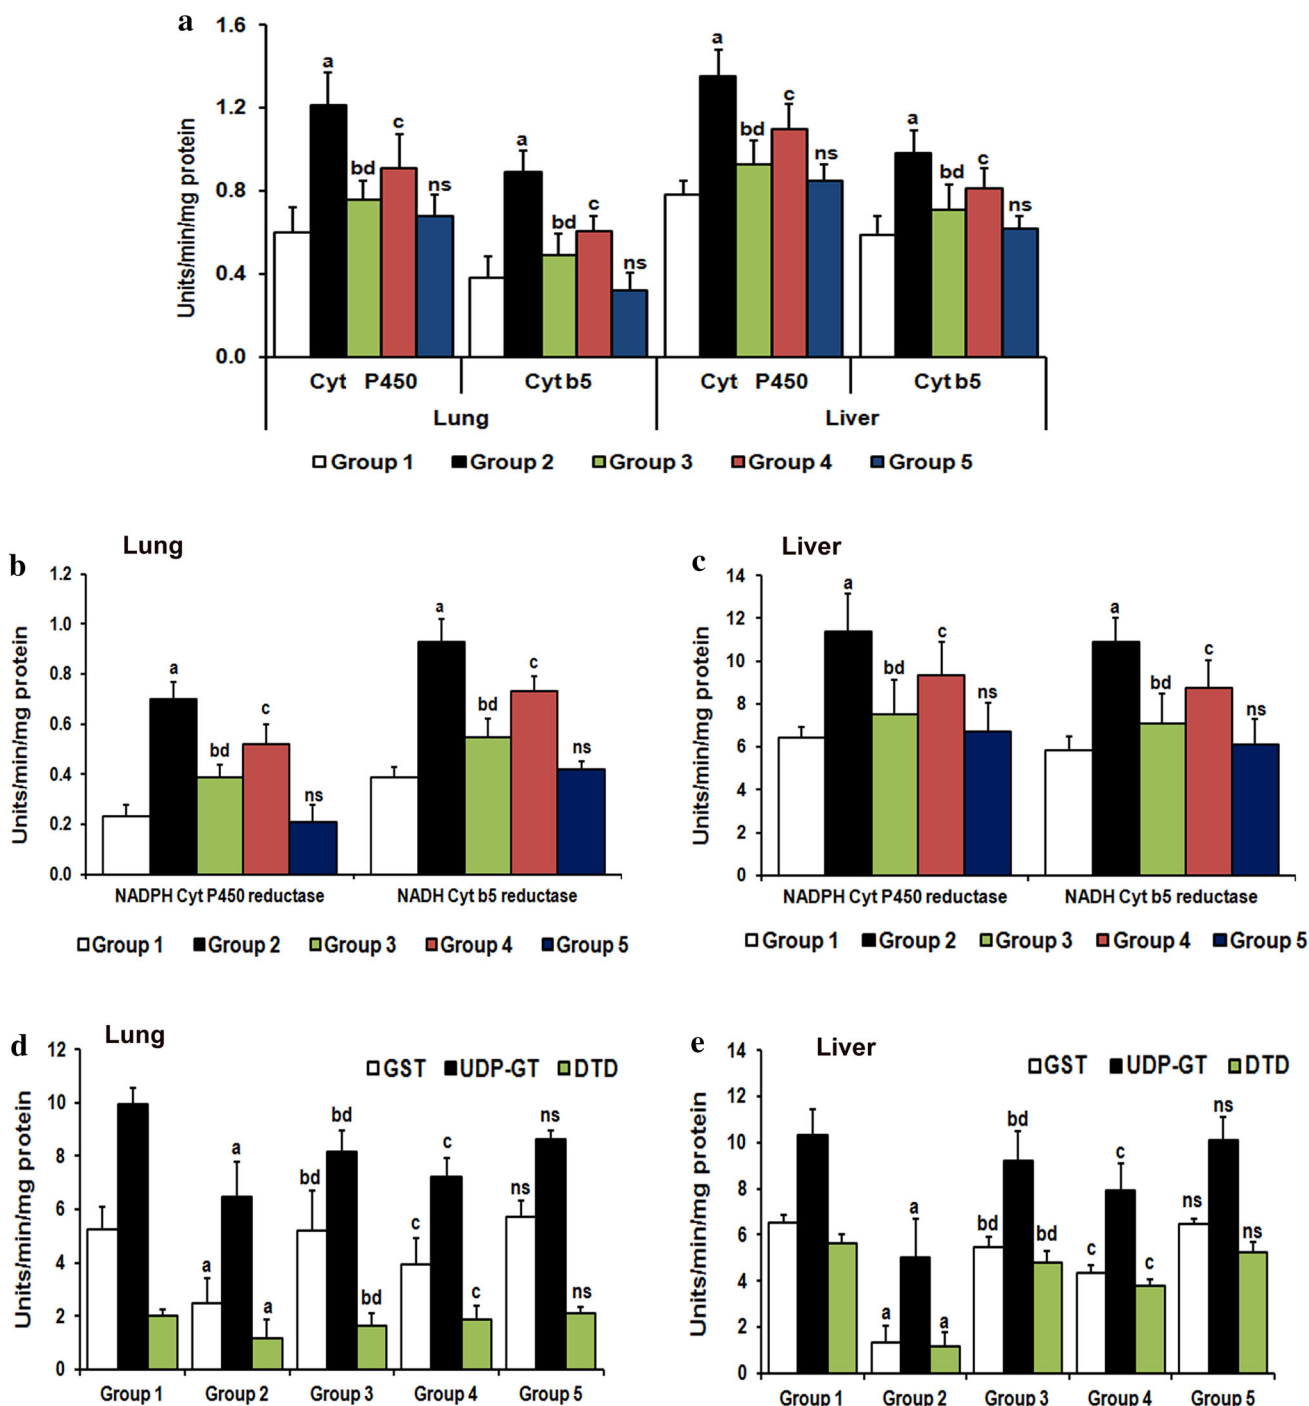 a
Units/min/mg protein
1.6
1.2
0.8
0.4
0.0
a
bd
c
ns
a
bd
c
ns
a
bd
c
ns
a
bd
c
ns
Cyt P450
Cyt b5
Cyt P450
Cyt b5
Lung
Liver
Group 1
Group 2
Group 3
Group 4
Group 5
b
Lung
Units/min/mg protein
1.2
1.0
0.8
0.6
0.4
0.2
0.0
a
bd
c
ns
a
bd
c
ns
NADPH Cyt P450 reductase
NADH Cyt b5 reductase
Group 1
Group 2
Group 3
Group 4
Group 5
c
Liver
Units/min/mg protein
14
12
10
8
6
4
2
0
a
bd
c
ns
a
bd
c
ns
NADPH Cyt P450 reductase
NADH Cyt b5 reductase
Group 1
Group 2
Group 3
Group 4
Group 5
d
Lung
GST
UDP-GT
DTD
Units/min/mg protein
12
10
8
6
4
2
0
a
a
a
bd
bd
bd
c
c
c
ns
ns
ns
Group 1
Group 2
Group 3
Group 4
Group 5
e
Liver
GST
UDP-GT
DTD
Units/min/mg protein
14
12
10
8
6
4
2
0
a
a
a
bd
bd
bd
c
c
c
ns
ns
ns
Group 1
Group 2
Group 3
Group 4
Group 5